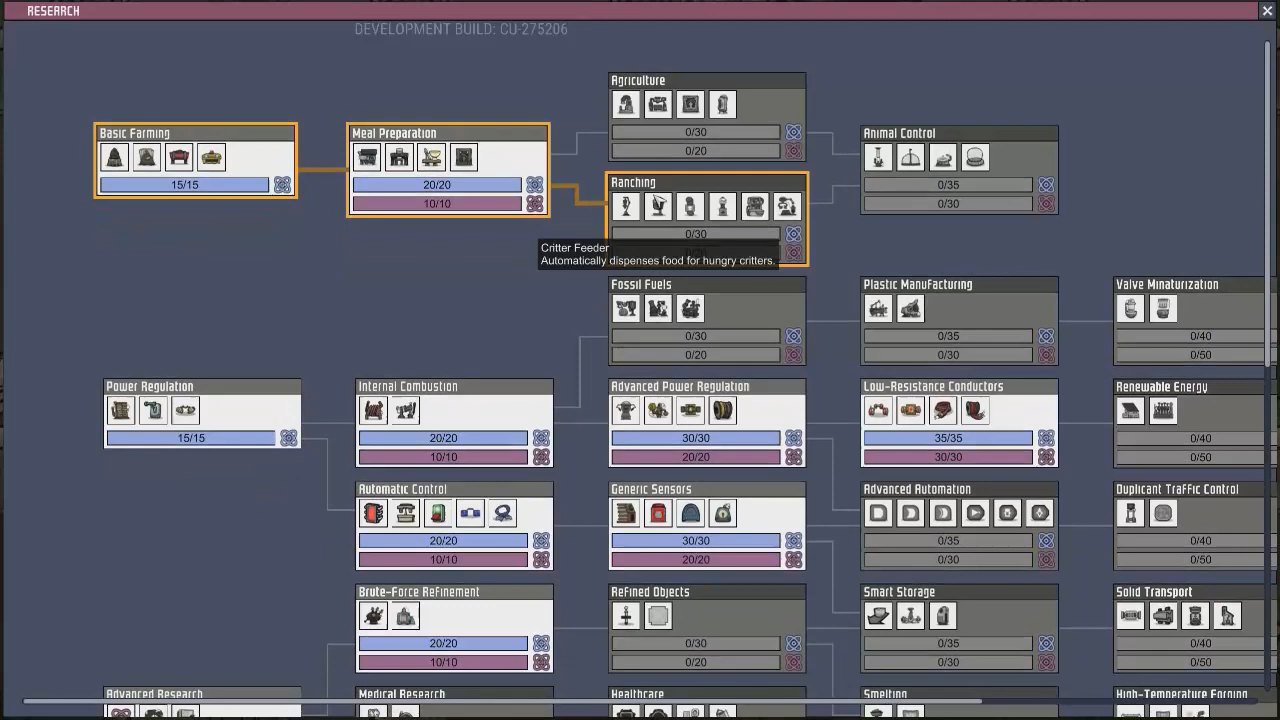 RESEARCH
DEVELOPMENT BUILD: CU-275206
Agriculture
0/30
0/20
Basic Farming
15/15
Meal Preparation
20/20
10/10
Animal Control
0/35
0/30
Ranching
0/30
Critter Feeder
Automatically dispenses food for hungry critters.
Fossil Fuels
0/30
0/20
Plastic Manufacturing
0/35
0/30
Valve Minaturization
0/40
0/50
Power Regulation
15/15
Internal Combustion
20/20
10/10
Advanced Power Regulation
30/30
20/20
Low-Resistance Conductors
35/35
30/30
Renewable Energy
0/40
0/50
Automatic Control
20/20
10/10
Generic Sensors
30/30
20/20
Advanced Automation
0/35
0/30
Duplicant Traffic Control
0/40
0/50
Brute-Force Refinement
20/20
10/10
Refined Objects
0/30
0/20
Smart Storage
0/35
0/30
Solid Transport
0/40
0/50
Advanced Research
Medical Research
Healthcare
Smelting
High-Temperature Forging